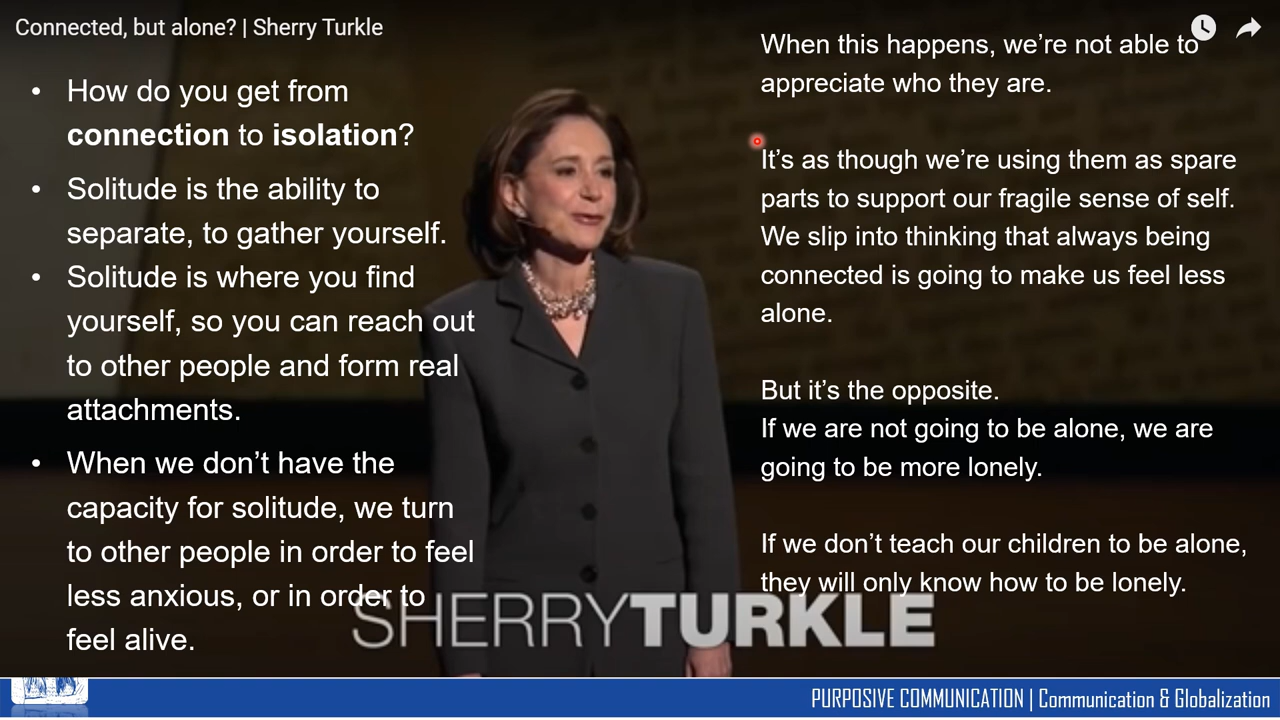 Connected, but alone? | Sherry Turkle
• How do you get from
connection to isolation?
• Solitude is the ability to
separate, to gather yourself.
• Solitude is where you find
yourself, so you can reach out
to other people and form real
attachments.
• When we don’t have the
capacity for solitude, we turn
to other people in order to feel
less anxious, or in order to
feel alive.
When this happens, we’re not able to
appreciate who they are.
It’s as though we’re using them as spare
parts to support our fragile sense of self.
We slip into thinking that always being
connected is going to make us feel less
alone.
But it’s the opposite.
If we are not going to be alone, we are
going to be more lonely.
If we don’t teach our children to be alone,
they will only know how to be lonely.
SHERRYTURKLE
PURPOSIVE COMMUNICATION | Communication & Globalization